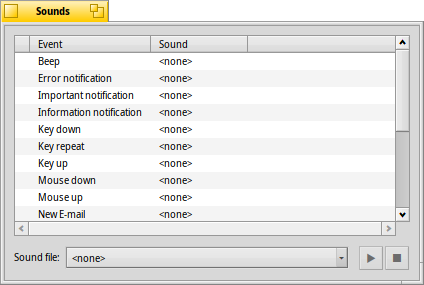 Sounds
Event Sound
Beep <none>
Error notification <none>
Important notification <none>
Information notification <none>
Key down <none>
Key repeat <none>
Key up <none>
Mouse down <none>
Mouse up <none>
New E-mail <none>
Sound file: <none>